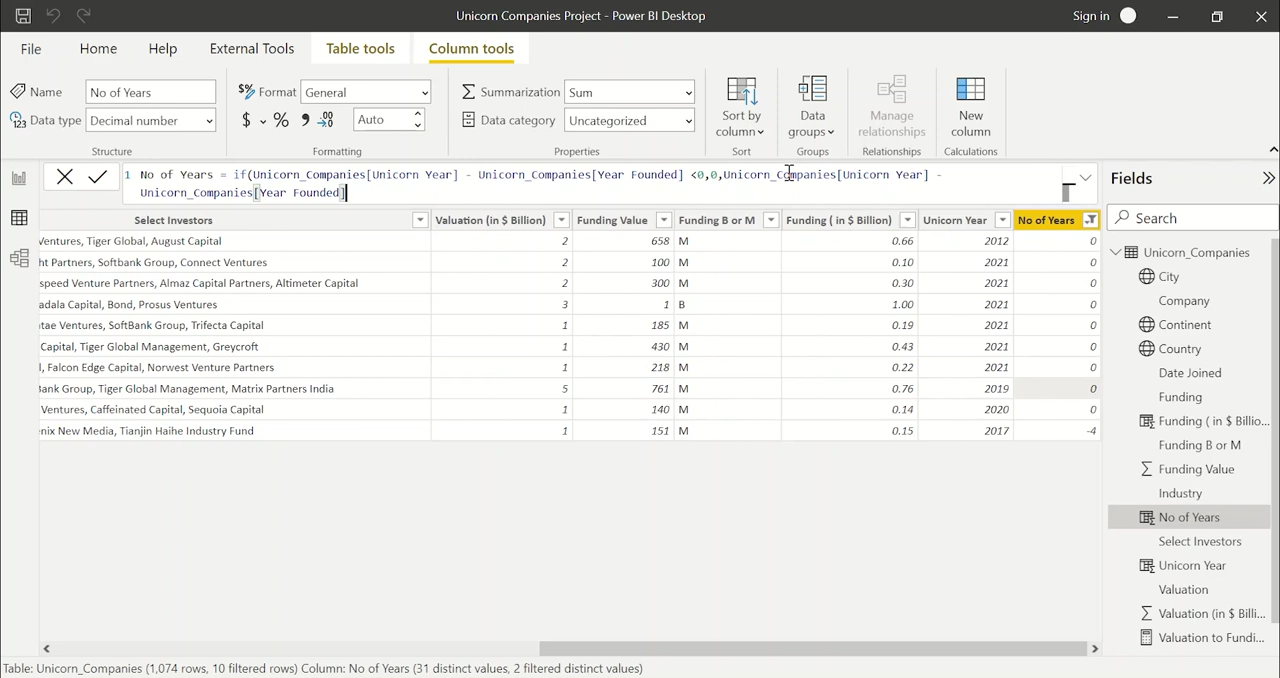 Unicorn Companies Project - Power BI Desktop
Sign in
File Home Help External Tools Table tools Column tools
Name No of Years
Data type Decimal number
Structure
Format General
$ % 9 .00 Auto
Formatting
Summarization Sum
Data category Uncategorized
Properties
Sort by column
Sort
Data groups
Groups
Manage relationships
Relationships
New column
Calculations
1 No of Years = if(Unicorn_Companies[Unicorn Year] - Unicorn_Companies[Year Founded] <0,0,Unicorn_Companies[Unicorn Year] -
Unicorn_Companies[Year Founded]
Select Investors Valuation (in $ Billion) Funding Value Funding B or M Funding ( in $ Billion) Unicorn Year No of Years
Ventures, Tiger Global, August Capital 2 658 M 0.66 2012 0
ht Partners, Softbank Group, Connect Ventures 2 100 M 0.10 2021 0
speed Venture Partners, Almaz Capital Partners, Altimeter Capital 2 300 M 0.30 2021 0
adala Capital, Bond, Prosus Ventures 3 1 B 1.00 2021 0
tae Ventures, SoftBank Group, Trifecta Capital 1 185 M 0.19 2021 0
Capital, Tiger Global Management, Greycroft 1 430 M 0.43 2021 0
l, Falcon Edge Capital, Norwest Venture Partners 1 218 M 0.22 2021 0
Bank Group, Tiger Global Management, Matrix Partners India 5 761 M 0.76 2019 0
Ventures, Caffeinated Capital, Sequoia Capital 1 140 M 0.14 2020 0
nix New Media, Tianjin Haihe Industry Fund 1 151 M 0.15 2017 -4
Fields
Search
Unicorn_Companies
City
Company
Continent
Country
Date Joined
Funding
Funding ( in $ Billio...
Funding B or M
Funding Value
Industry
No of Years
Select Investors
Unicorn Year
Valuation
Valuation (in $ Billi...
Valuation to Fundi...
Table: Unicorn_Companies (1,074 rows, 10 filtered rows) Column: No of Years (31 distinct values, 2 filtered distinct values)